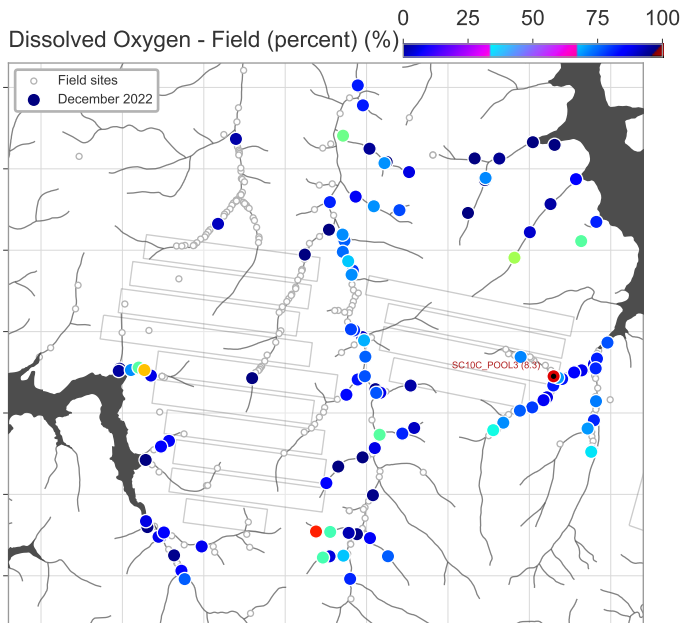 0 25 50 75 100
Dissolved Oxygen - Field (percent) (%)
Field sites
December 2022
SC10C_POOL3 (8.3)